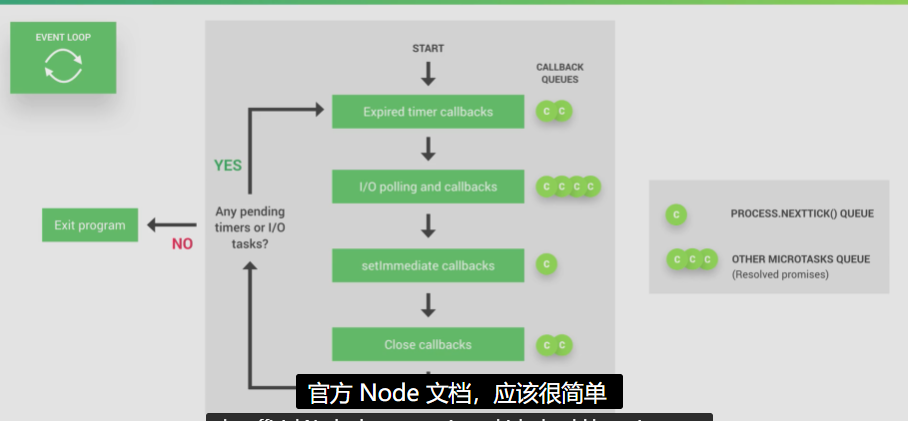 EVENT LOOP
START
CALLBACK
QUEUES
Expired timer callbacks
C C
YES
I/O polling and callbacks
C C C C
Any pending
timers or I/O
tasks?
Exit program
NO
setImmediate callbacks
C
Close callbacks
C C
C
PROCESS.NEXTTICK() QUEUE
C C C
OTHER MICROTASKS QUEUE
(Resolved promises)
官方 Node 文档，应该很简单